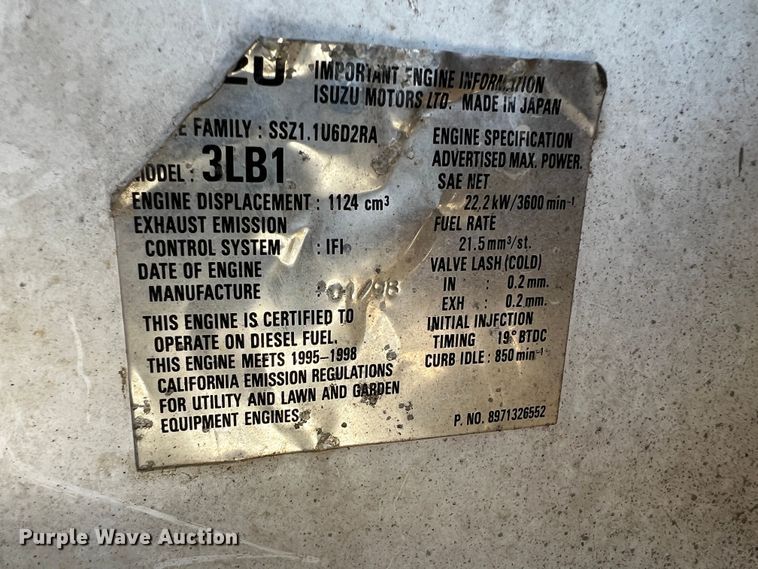 ZU IMPORTANT ENGINE INFORMATION
ISUZU MOTORS LTO. MADE IN JAPAN
E FAMILY : SSZ1.1U6D2RA
MODEL : 3LB1
ENGINE DISPLACEMENT : 1124 cm³
EXHAUST EMISSION
CONTROL SYSTEM : IFI
DATE OF ENGINE
MANUFACTURE : 01/98
THIS ENGINE IS CERTIFIED TO
OPERATE ON DIESEL FUEL.
THIS ENGINE MEETS 1995-1998
CALIFORNIA EMISSION REGULATIONS
FOR UTILITY AND LAWN AND GARDEN
EQUIPMENT ENGINES.
ENGINE SPECIFICATION
ADVERTISED MAX. POWER.
SAE NET
22.2 kW/3600 min⁻¹
FUEL RATE
21.5 mm³/st.
VALVE LASH (COLD)
IN : 0.2 mm.
EXH : 0.2 mm.
INITIAL INJECTION
TIMING 19° BTDC
CURB IDLE : 850 min⁻¹
P. NO. 8971326552
Purple Wave Auction